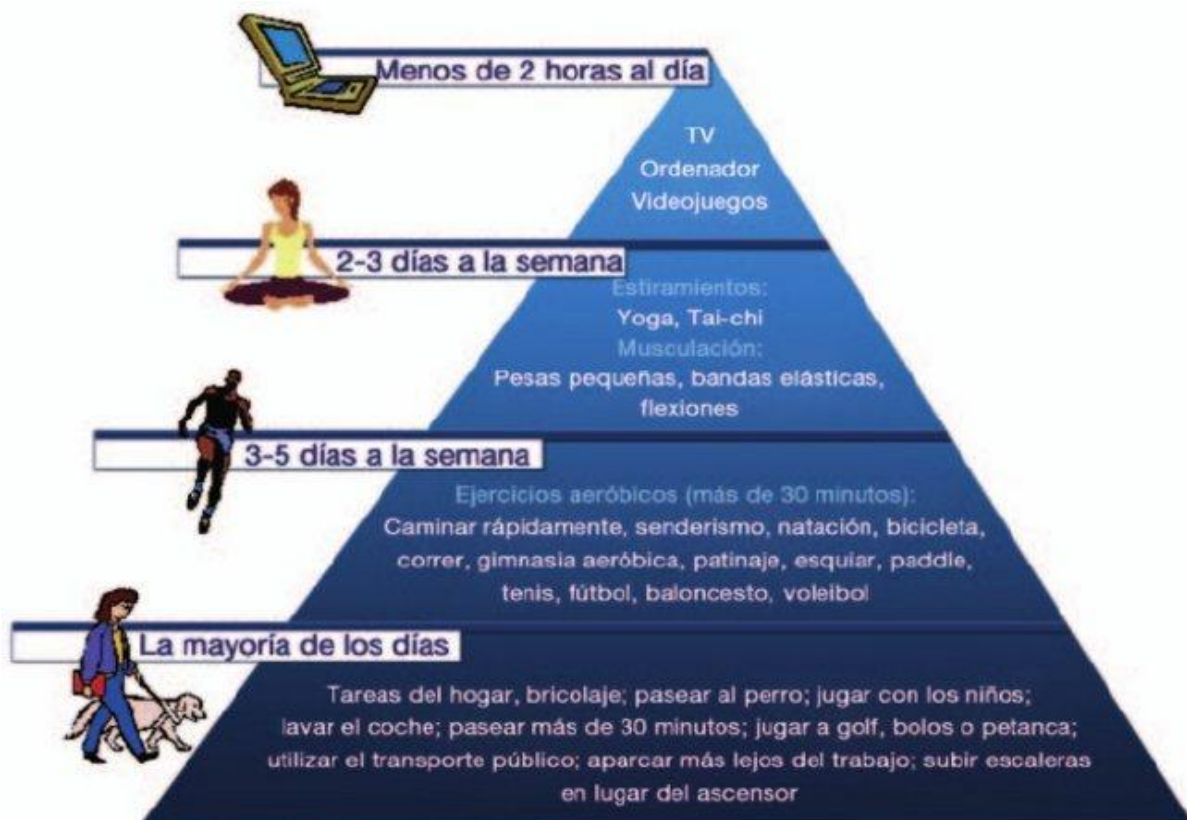 Menos de 2 horas al día
TV
Ordenador
Videojuegos
2-3 días a la semana
Estiramientos:
Yoga, Tai-chi
Musculación:
Pesas pequeñas, bandas elásticas,
flexiones
3-5 días a la semana
Ejercicios aeróbicos (más de 30 minutos):
Caminar rápidamente, senderismo, natación, bicicleta,
correr, gimnasia aeróbica, patinaje, esquiar, paddle,
tenis, fútbol, baloncesto, voleibol
La mayoría de los días
Tareas del hogar, bricolaje; pasear al perro; jugar con los niños;
lavar el coche; pasear más de 30 minutos; jugar a golf, bolos o petanca;
utilizar el transporte público; aparcar más lejos del trabajo; subir escaleras
en lugar del ascensor